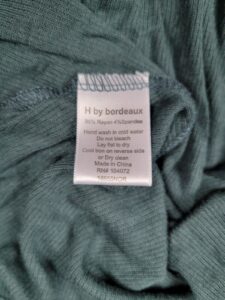 H by bordeaux
96% Rayon 4% Spandex
Hand wash in cold water
Do not bleach
Lay flat to dry
Cool iron on reverse side
or Dry clean
Made in China
RN# 104072